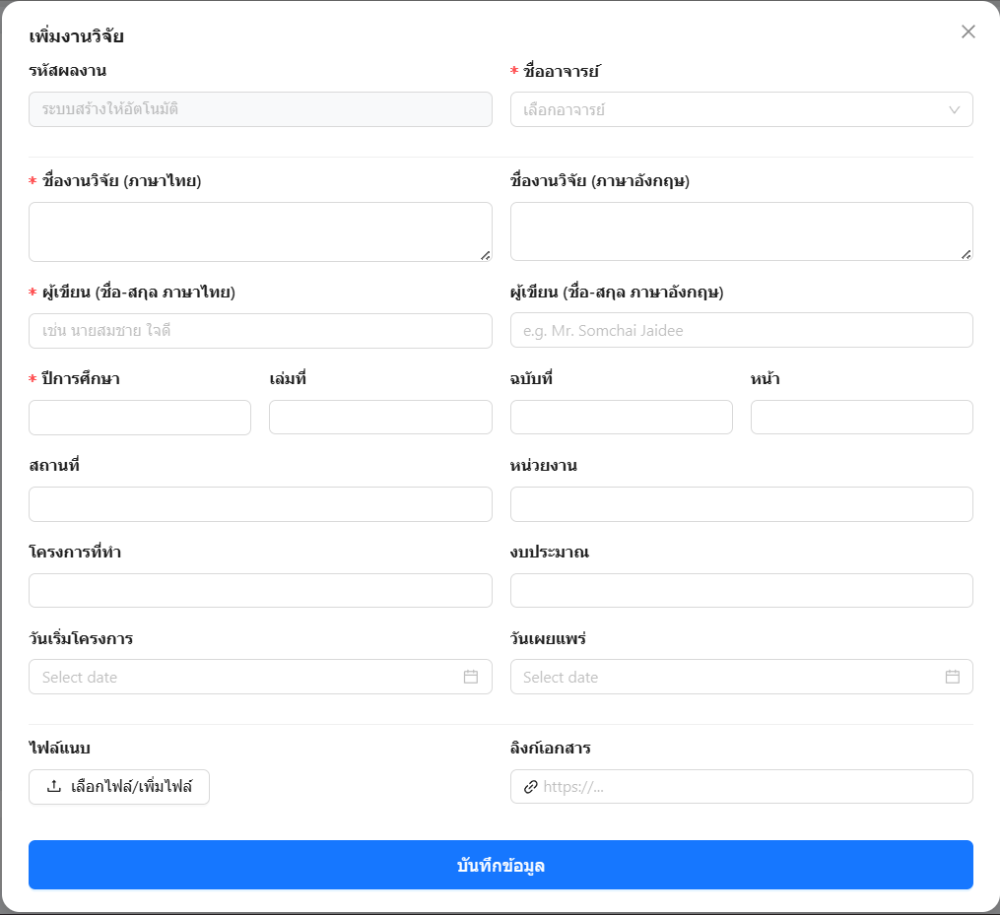 เพิ่มงานวิจัย
รหัสผลงาน
* ชื่ออาจารย์
ระบบสร้างให้อัตโนมัติ
เลือกอาจารย์
* ชื่องานวิจัย (ภาษาไทย)
ชื่องานวิจัย (ภาษาอังกฤษ)
* ผู้เขียน (ชื่อ-สกุล ภาษาไทย)
ผู้เขียน (ชื่อ-สกุล ภาษาอังกฤษ)
เช่น นายสมชาย ใจดี
e.g. Mr. Somchai Jaidee
* ปีการศึกษา
เล่มที่
ฉบับที่
หน้า
สถานที่
หน่วยงาน
โครงการที่ทำ
งบประมาณ
วันเริ่มโครงการ
วันเผยแพร่
Select date
Select date
ไฟล์แนบ
ลิงก์เอกสาร
เลือกไฟล์/เพิ่มไฟล์
https://...
บันทึกข้อมูล